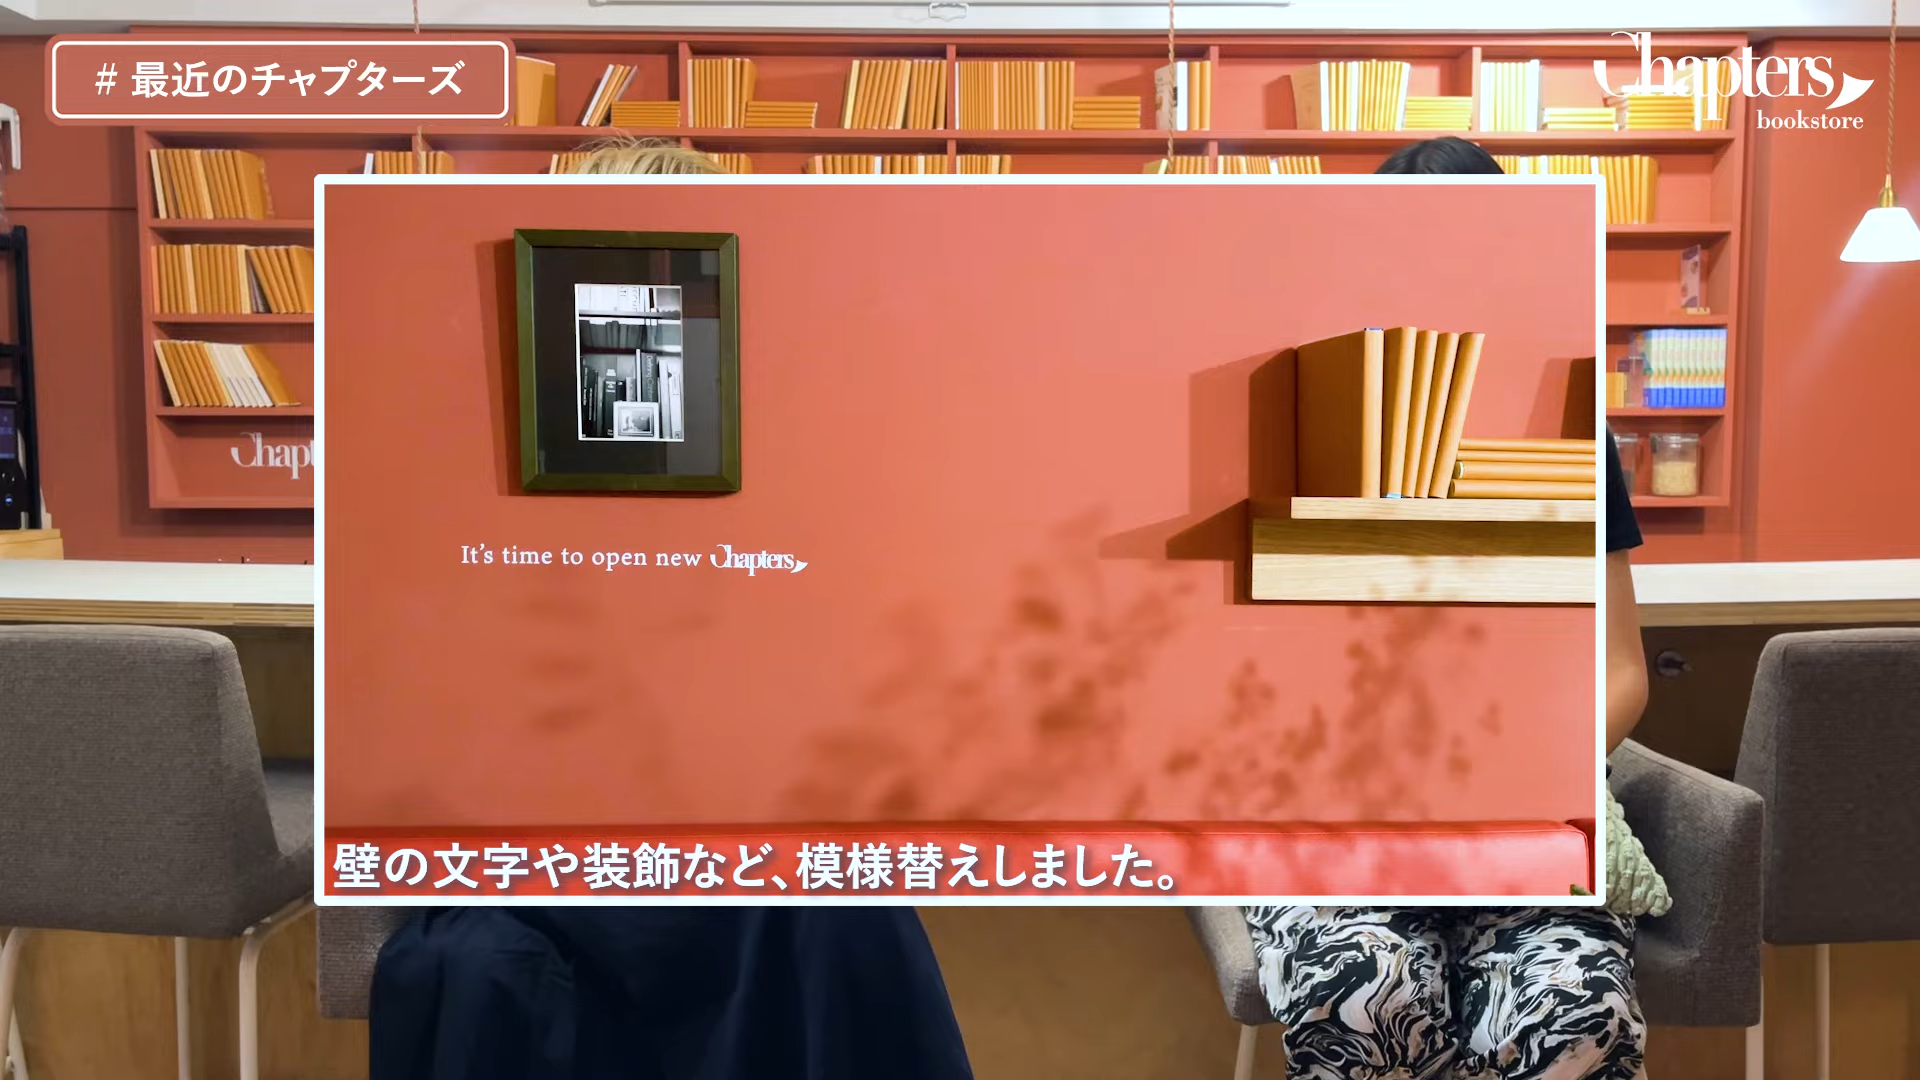 # 最近のチャプターズ
Chapters
bookstore
Chapt
It's time to open new Chapters
壁の文字や装飾など、模様替えしました。